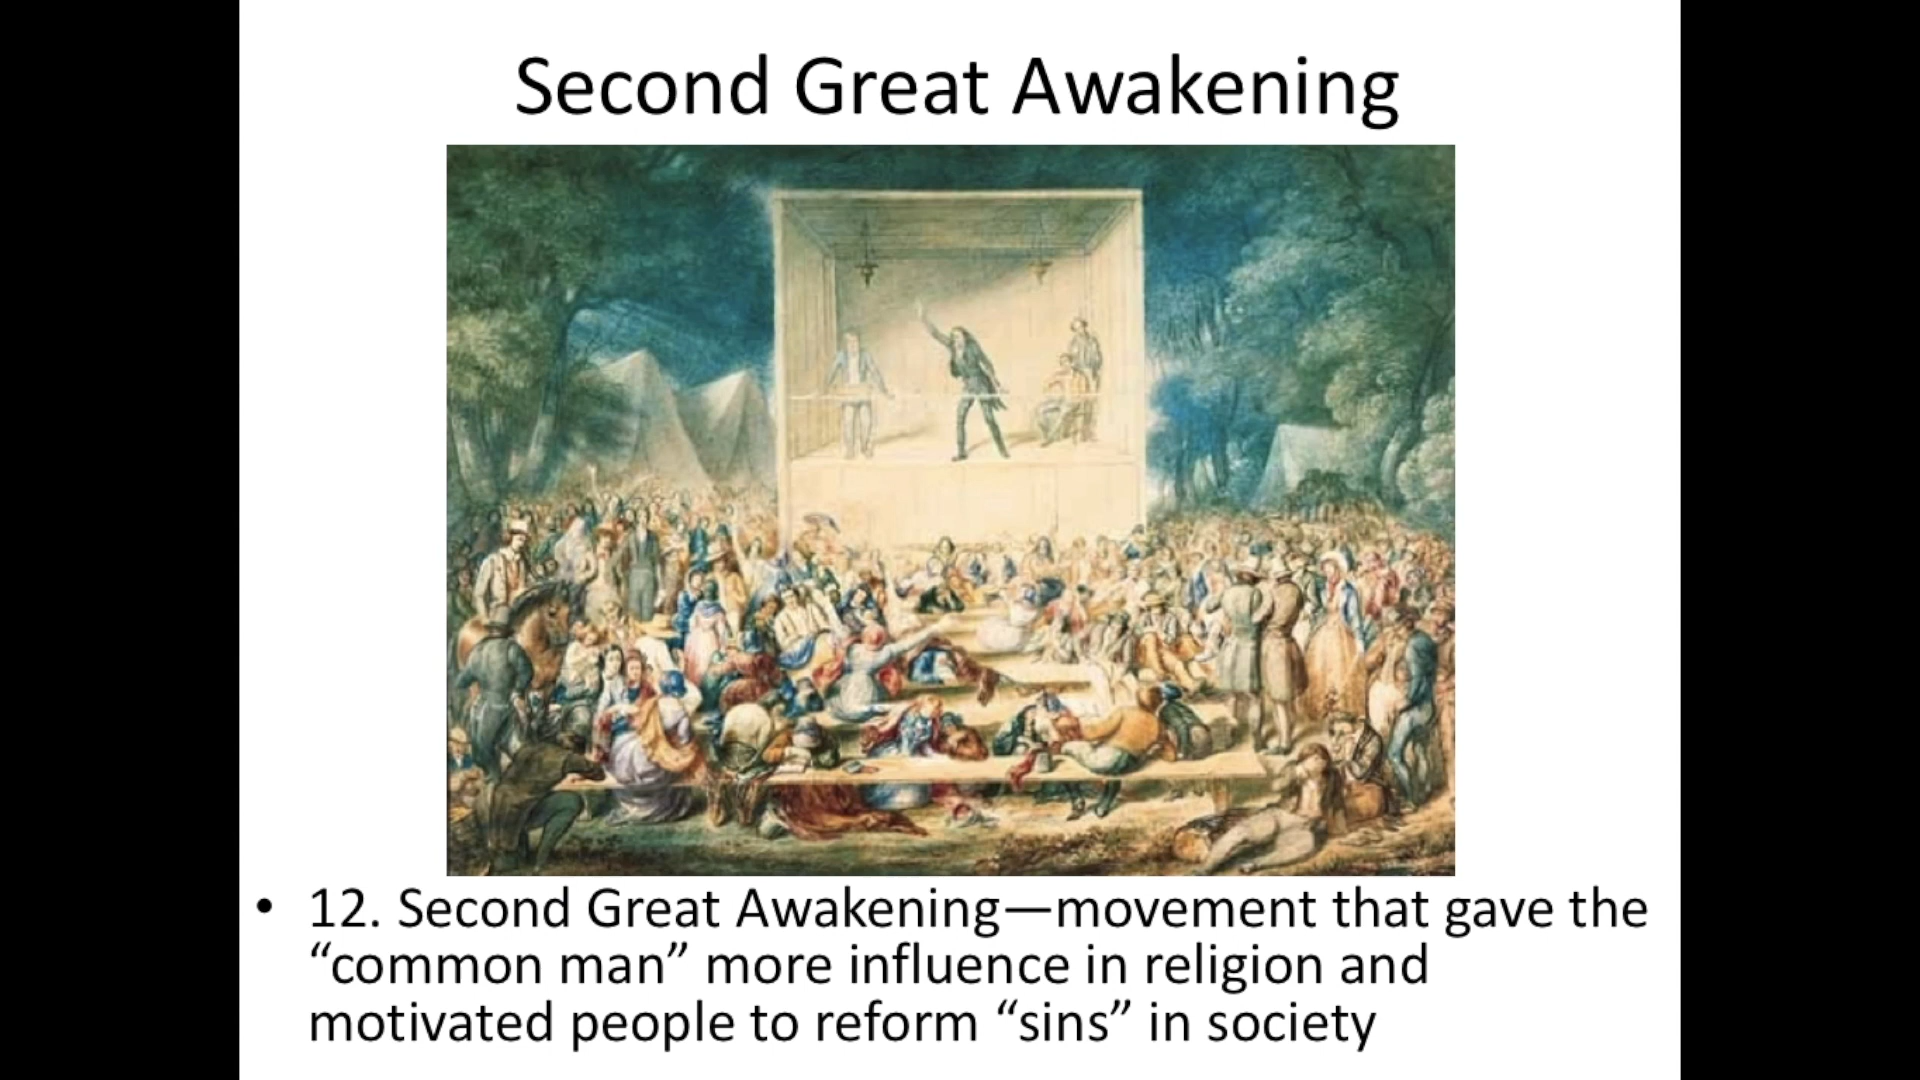 Second Great Awakening
• 12. Second Great Awakening—movement that gave the
“common man” more influence in religion and
motivated people to reform “sins” in society